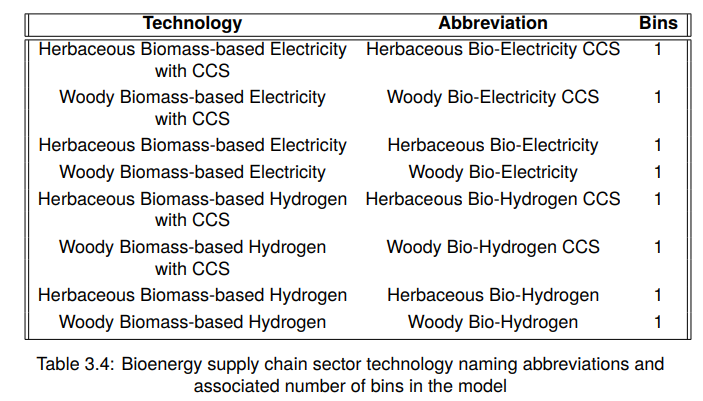 Technology Abbreviation Bins
Herbaceous Biomass-based Electricity Herbaceous Bio-Electricity CCS 1
with CCS
Woody Biomass-based Electricity Woody Bio-Electricity CCS 1
with CCS
Herbaceous Biomass-based Electricity Herbaceous Bio-Electricity 1
Woody Biomass-based Electricity Woody Bio-Electricity 1
Herbaceous Biomass-based Hydrogen Herbaceous Bio-Hydrogen CCS 1
with CCS
Woody Biomass-based Hydrogen Woody Bio-Hydrogen CCS 1
with CCS
Herbaceous Biomass-based Hydrogen Herbaceous Bio-Hydrogen 1
Woody Biomass-based Hydrogen Woody Bio-Hydrogen 1
Table 3.4: Bioenergy supply chain sector technology naming abbreviations and
associated number of bins in the model